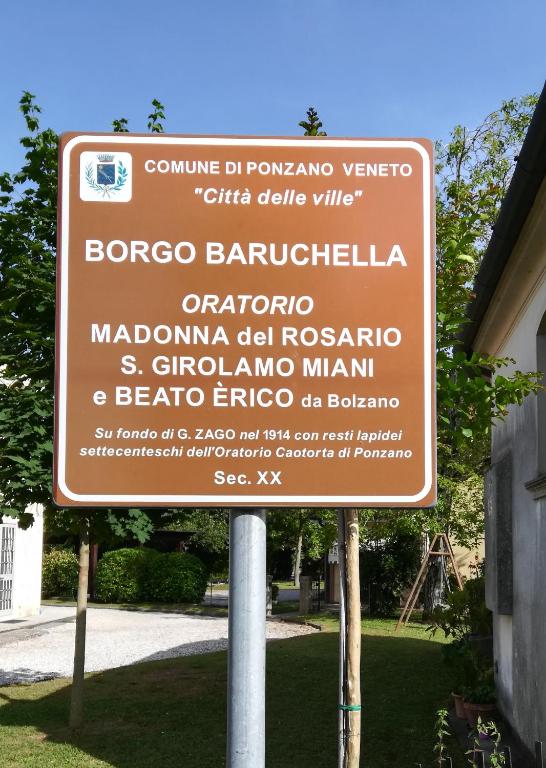 COMUNE DI PONZANO VENETO
"Città delle ville"
BORGO BARUCHELLA
ORATORIO
MADONNA del ROSARIO
S. GIROLAMO MIANI
e BEATO ÈRICO da Bolzano
Su fondo di G. ZAGO nel 1914 con resti lapidei
settecenteschi dell'Oratorio Caotorta di Ponzano
Sec. XX